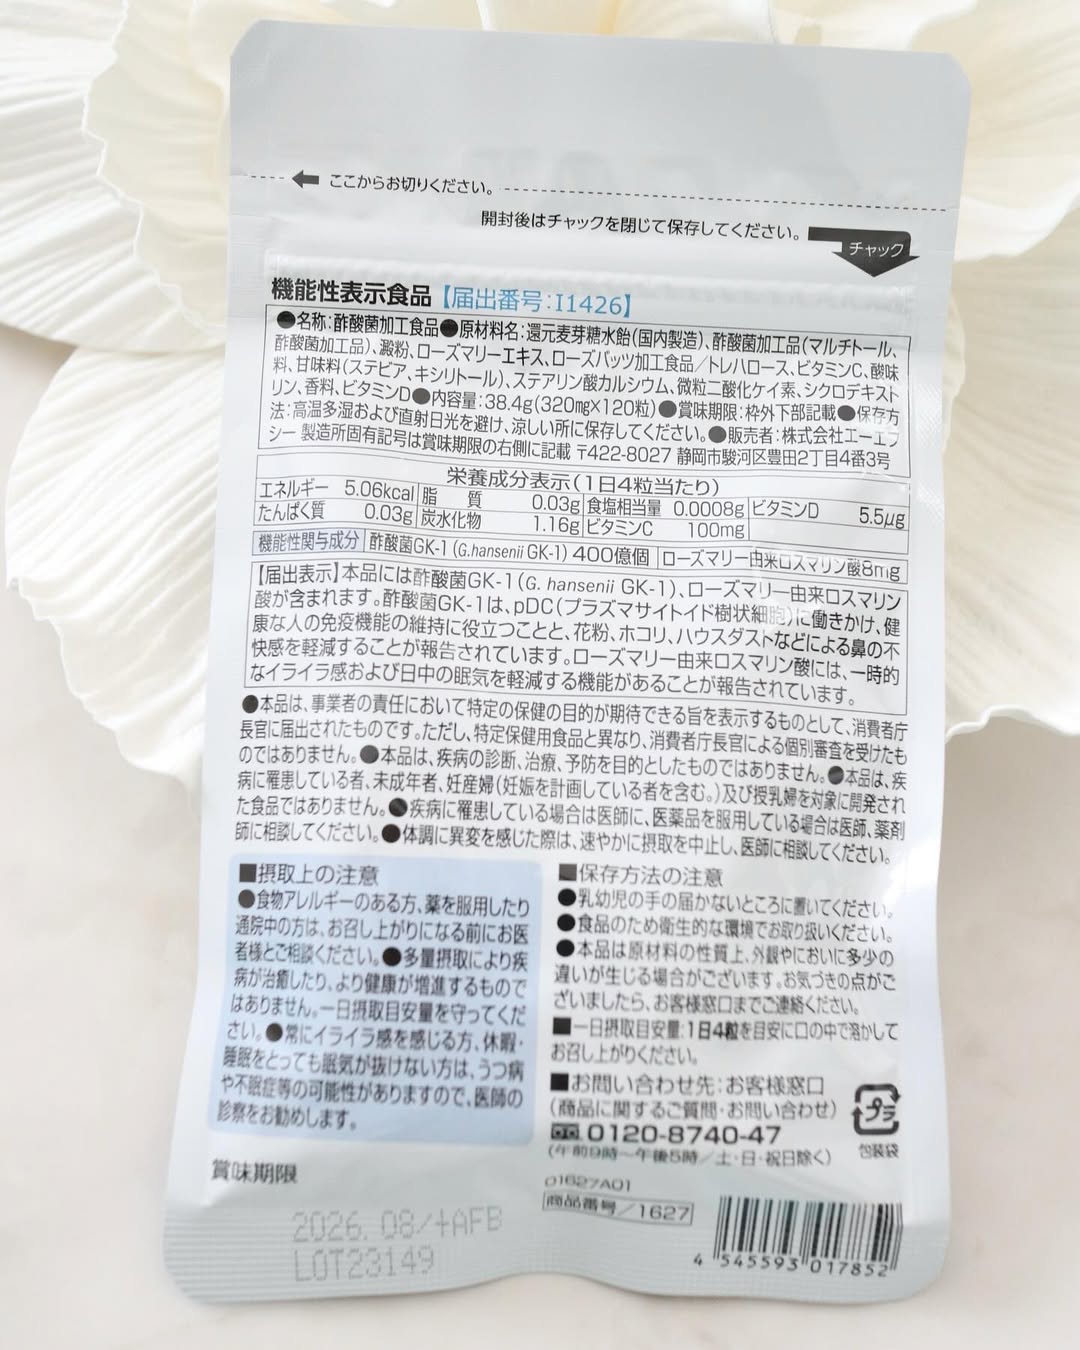 ここからお切りください。
開封後はチャックを閉じて保存してください。
チャック
機能性表示食品【届出番号:I1426】
●名称:酢酸菌加工食品●原材料名:還元麦芽糖水飴(国内製造)、酢酸菌加工品(マルチトール、
酢酸菌加工品)、澱粉、ローズマリーエキス、ローズハッツ加工食品/トレハロース、ビタミンC、酸味
料、甘味料(ステビア、キシリトール)、ステアリン酸カルシウム、微粒二酸化ケイ素、シクロデキスト
リン、香料、ビタミンD●内容量:38.4g(320mg×120粒)●賞味期限:枠外下部記載●保存方
法:高温多湿および直射日光を避け、涼しい所に保存してください。●販売者:株式会社エーエフ
シー 製造所固有記号は賞味期限の右側に記載 〒422-8027 静岡市駿河区豊田2丁目4番3号
栄養成分表示(1日4粒当たり)
エネルギー 5.06kcal 脂 質 0.03g 食塩相当量 0.0008g ビタミンD 5.5μg
たんぱく質 0.03g 炭水化物 1.16g ビタミンC 100mg
機能性関与成分 酢酸菌GK-1(G.hansenii GK-1)400億個 ローズマリー由来ロスマリン酸8mg
【届出表示】本品には酢酸菌GK-1(G. hansenii GK-1)、ローズマリー由来ロスマリン
酸が含まれます。酢酸菌GK-1は、pDC(プラズマサイトイド樹状細胞)に働きかけ、健
康な人の免疫機能の維持に役立つことと、花粉、ホコリ、ハウスダストなどによる鼻の不
快感を軽減することが報告されています。ローズマリー由来ロスマリン酸には、一時的
なイライラ感および日中の眠気を軽減する機能があることが報告されています。
●本品は、事業者の責任において特定の保健の目的が期待できる旨を表示するものとして、消費者庁
長官に届出されたものです。ただし、特定保健用食品と異なり、消費者庁長官による個別審査を受けたも
のではありません。●本品は、疾病の診断、治療、予防を目的としたものではありません。●本品は、疾
病に罹患している者、未成年者、妊産婦(妊娠を計画している者を含む。)及び授乳婦を対象に開発され
た食品ではありません。●疾病に罹患している場合は医師に、医薬品を服用している場合は医師、薬剤
師に相談してください。●体調に異変を感じた際は、速やかに摂取を中止し、医師に相談してください。
■摂取上の注意
●食物アレルギーのある方、薬を服用したり
通院中の方は、お召し上がりになる前にお医
者様とご相談ください。●多量摂取により疾
病が治癒したり、より健康が増進するもので
はありません。一日摂取目安量を守ってくだ
さい。●常にイライラ感を感じる方、休暇・
睡眠をとっても眠気が抜けない方は、うつ病
や不眠症等の可能性がありますので、医師の
診察をお勧めします。
■保存方法の注意
●乳幼児の手の届かないところに置いてください。
●食品のため衛生的な環境でお取り扱いください。
●本品は原材料の性質上、外観やにおいに多少の
違いが生じる場合がございます。お気づきの点がご
ざいましたら、お客様窓口までご連絡ください。
■一日摂取目安量:1日4粒を目安に口の中で溶かして
お召し上がりください。
■お問い合わせ先:お客様窓口
(商品に関するご質問・お問い合わせ)
0120-8740-47
(午前9時～午後5時/土・日・祝日除く)
プラ
包装袋
賞味期限
2026.08/+AFB
LOT23149
01627A01
商品番号/1627
4 545593 017852